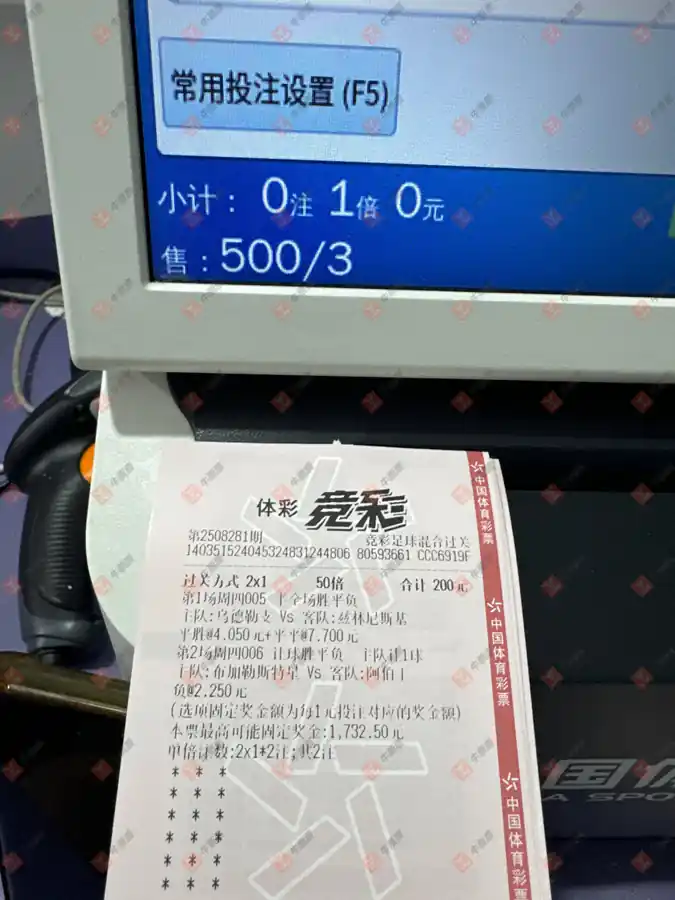 常用投注设置 (F5)
小计： 0注 1倍 0元
售：500/3
体彩 竞彩
第2508281期 竞彩足球混合过关
140351524045324831244806 80593661 CCC6919F
过关方式 2x1 50倍 合计 200元
第1场周四005 半全场胜平负
主队:乌德勒支 Vs 客队:兹林尼斯基
平胜@4.050元+平平@7.700元
第2场周四006 让球胜平负 主队让1球
主队:布加勒斯特星 Vs 客队:阿伯丁
负@2.250元
(选项固定奖金额为每1元投注对应的奖金额)
本票最高可能固定奖金:1,732.50元
单倍注数:2x1*2注;共2注
* * *
* * *
* * *
* * *
* * *
* * *
中国体育彩票
中国体育彩票
中国体育彩票
国体
A SPO